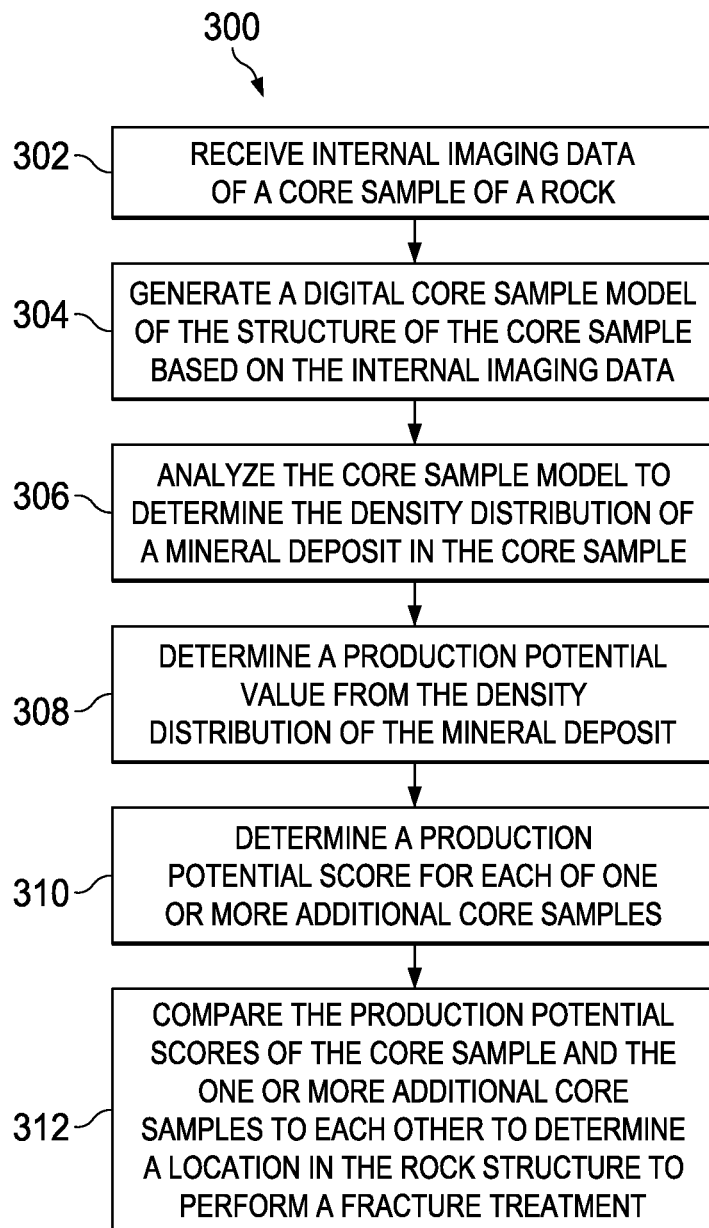 300
302
RECEIVE INTERNAL IMAGING DATA
OF A CORE SAMPLE OF A ROCK
304
GENERATE A DIGITAL CORE SAMPLE MODEL
OF THE STRUCTURE OF THE CORE SAMPLE
BASED ON THE INTERNAL IMAGING DATA
306
ANALYZE THE CORE SAMPLE MODEL TO
DETERMINE THE DENSITY DISTRIBUTION OF
A MINERAL DEPOSIT IN THE CORE SAMPLE
308
DETERMINE A PRODUCTION POTENTIAL
VALUE FROM THE DENSITY
DISTRIBUTION OF THE MINERAL DEPOSIT
310
DETERMINE A PRODUCTION
POTENTIAL SCORE FOR EACH OF ONE
OR MORE ADDITIONAL CORE SAMPLES
312
COMPARE THE PRODUCTION POTENTIAL
SCORES OF THE CORE SAMPLE AND THE
ONE OR MORE ADDITIONAL CORE
SAMPLES TO EACH OTHER TO DETERMINE
A LOCATION IN THE ROCK STRUCTURE TO
PERFORM A FRACTURE TREATMENT